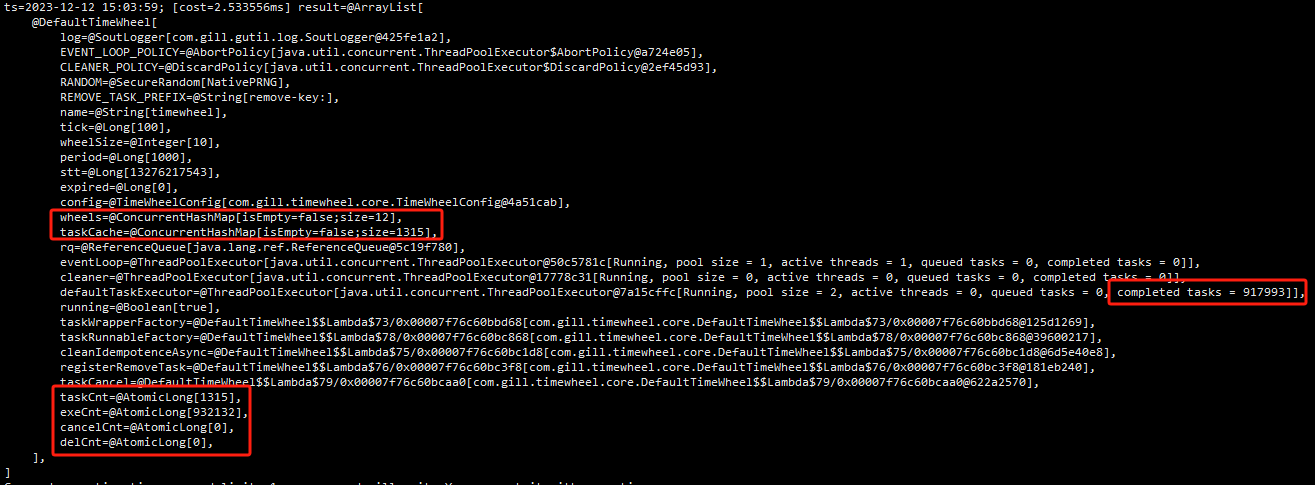 ts=2023-12-12 15:03:59; [cost=2.533556ms] result=@ArrayList[
@DefaultTimeWheel[
log=@SoutLogger[com.gill.gutil.log.SoutLogger@425fe1a2],
EVENT_LOOP_POLICY=@AbortPolicy[java.util.concurrent.ThreadPoolExecutor$AbortPolicy@a724e05],
CLEANER_POLICY=@DiscardPolicy[java.util.concurrent.ThreadPoolExecutor$DiscardPolicy@2ef45d93],
RANDOM=@SecureRandom[NativePRNG],
REMOVE_TASK_PREFIX=@String[remove-key:],
name=@String[timewheel],
tick=@Long[100],
wheelSize=@Integer[10],
period=@Long[1000],
stt=@Long[13276217543],
expired=@Long[0],
config=@TimeWheelConfig[com.gill.timewheel.core.TimeWheelConfig@4a51cab],
wheels=@ConcurrentHashMap[isEmpty=false;size=12],
taskCache=@ConcurrentHashMap[isEmpty=false;size=1315],
rq=@ReferenceQueue[java.lang.ref.ReferenceQueue@5c19f780],
eventLoop=@ThreadPoolExecutor[java.util.concurrent.ThreadPoolExecutor@50c5781c[Running, pool size = 1, active threads = 1, queued tasks = 0, completed tasks = 0]],
cleaner=@ThreadPoolExecutor[java.util.concurrent.ThreadPoolExecutor@17778c31[Running, pool size = 0, active threads = 0, queued tasks = 0, completed tasks = 0]],
defaultTaskExecutor=@ThreadPoolExecutor[java.util.concurrent.ThreadPoolExecutor@7a15cffc[Running, pool size = 2, active threads = 0, queued tasks = 0, completed tasks = 917993]],
running=@Boolean[true],
taskWrapperFactory=@DefaultTimeWheel$$Lambda$73/0x00007f76c60bbd68[com.gill.timewheel.core.DefaultTimeWheel$$Lambda$73/0x00007f76c60bbd68@125d1269],
taskRunnableFactory=@DefaultTimeWheel$$Lambda$78/0x00007f76c60bc868[com.gill.timewheel.core.DefaultTimeWheel$$Lambda$78/0x00007f76c60bc868@39600217],
cleanIdempotenceAsync=@DefaultTimeWheel$$Lambda$75/0x00007f76c60bc1d8[com.gill.timewheel.core.DefaultTimeWheel$$Lambda$75/0x00007f76c60bc1d8@6d5e40e8],
registerRemoveTask=@DefaultTimeWheel$$Lambda$76/0x00007f76c60bc3f8[com.gill.timewheel.core.DefaultTimeWheel$$Lambda$76/0x00007f76c60bc3f8@181eb240],
taskCancel=@DefaultTimeWheel$$Lambda$79/0x00007f76c60bcaa0[com.gill.timewheel.core.DefaultTimeWheel$$Lambda$79/0x00007f76c60bcaa0@622a2570],
taskCnt=@AtomicLong[1315],
exeCnt=@AtomicLong[932132],
cancelCnt=@AtomicLong[0],
delCnt=@AtomicLong[0],
],
]